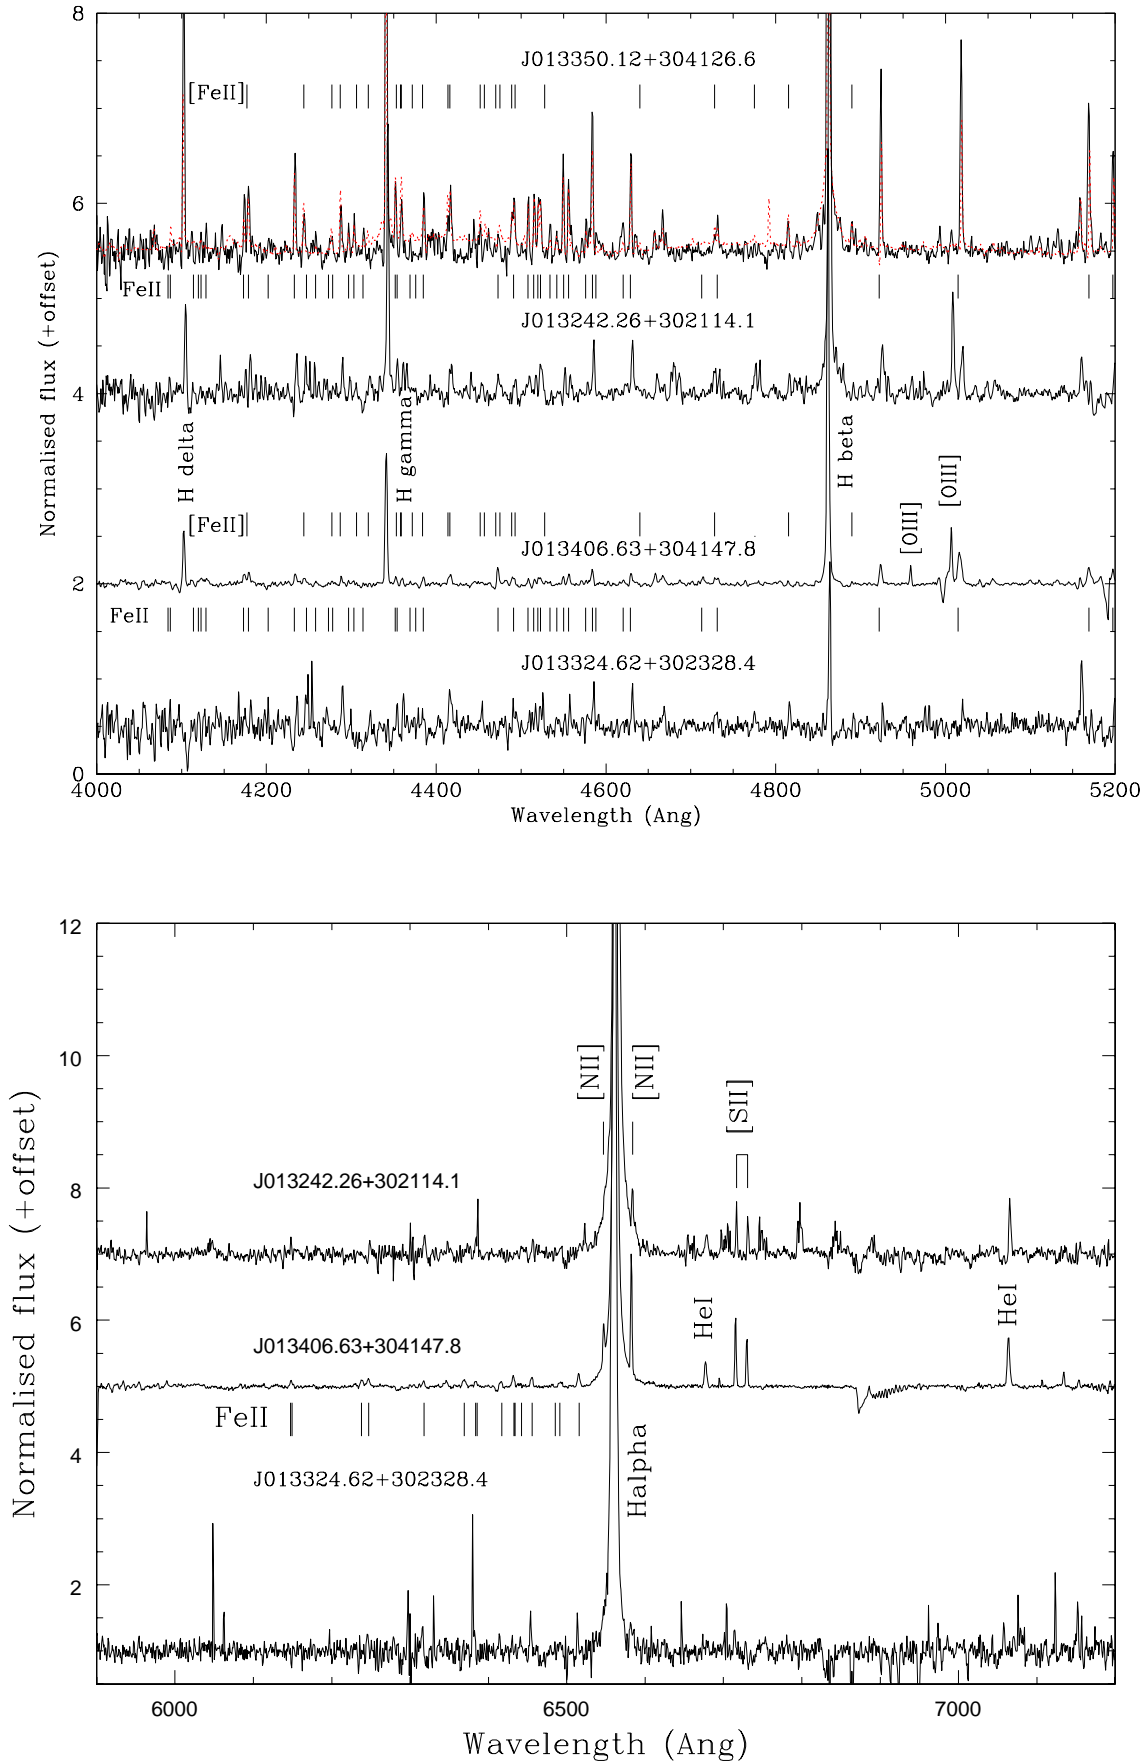 8
J013350.12+304126.6
[FeII]
6
FeII
J013242.26+302114.1
4
H delta
H gamma
H beta
[OIII]
[OIII]
[FeII]
J013406.63+304147.8
2
FeII
J013324.62+302328.4
0
Normalised flux (+offset)
4000 4200 4400 4600 4800 5000 5200
Wavelength (Ang)
12
10
[NII]
[NII]
[SII]
J013242.26+302114.1
8
6
HeI
HeI
J013406.63+304147.8
FeII
4
Halpha
J013324.62+302328.4
2
Normalised flux (+offset)
6000 6500 7000
Wavelength (Ang)